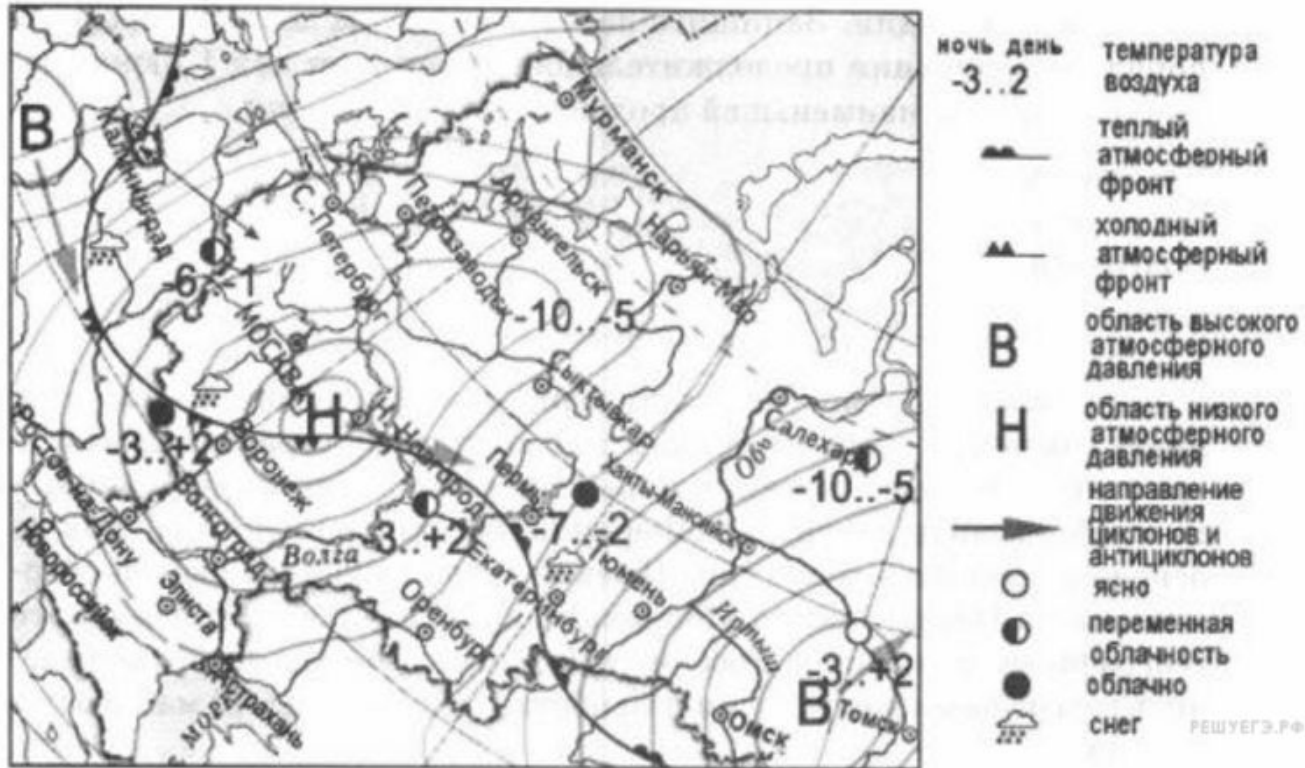 В
Калининград
Мурманск
С.-Петербург
Петрозаводск
Архангельск
Нарьян-Мар
-6..-1
МОСКВА
-10..-5
Сыктывкар
Н
Н. Новгород
Салехард
Обь
-10..-5
-3..+2
Воронеж
Пермь
Ханты-Мансийск
Ростов-на-Дону
Волгоград
-3..+2
-7..-2
Новороссийск
Волга
Екатеринбург
Тюмень
Элиста
Оренбург
Иртыш
-3..+2
Астрахань
МОРЕ
Омск
В
Томск
ночь день
температура
-3..2
воздуха
теплый
атмосферный
фронт
холодный
атмосферный
фронт
В
область высокого
атмосферного
давления
Н
область низкого
атмосферного
давления
направление
движения
циклонов и
антициклонов
ясно
переменная
облачность
облачно
снег
РЕШУЕГЭ.РФ